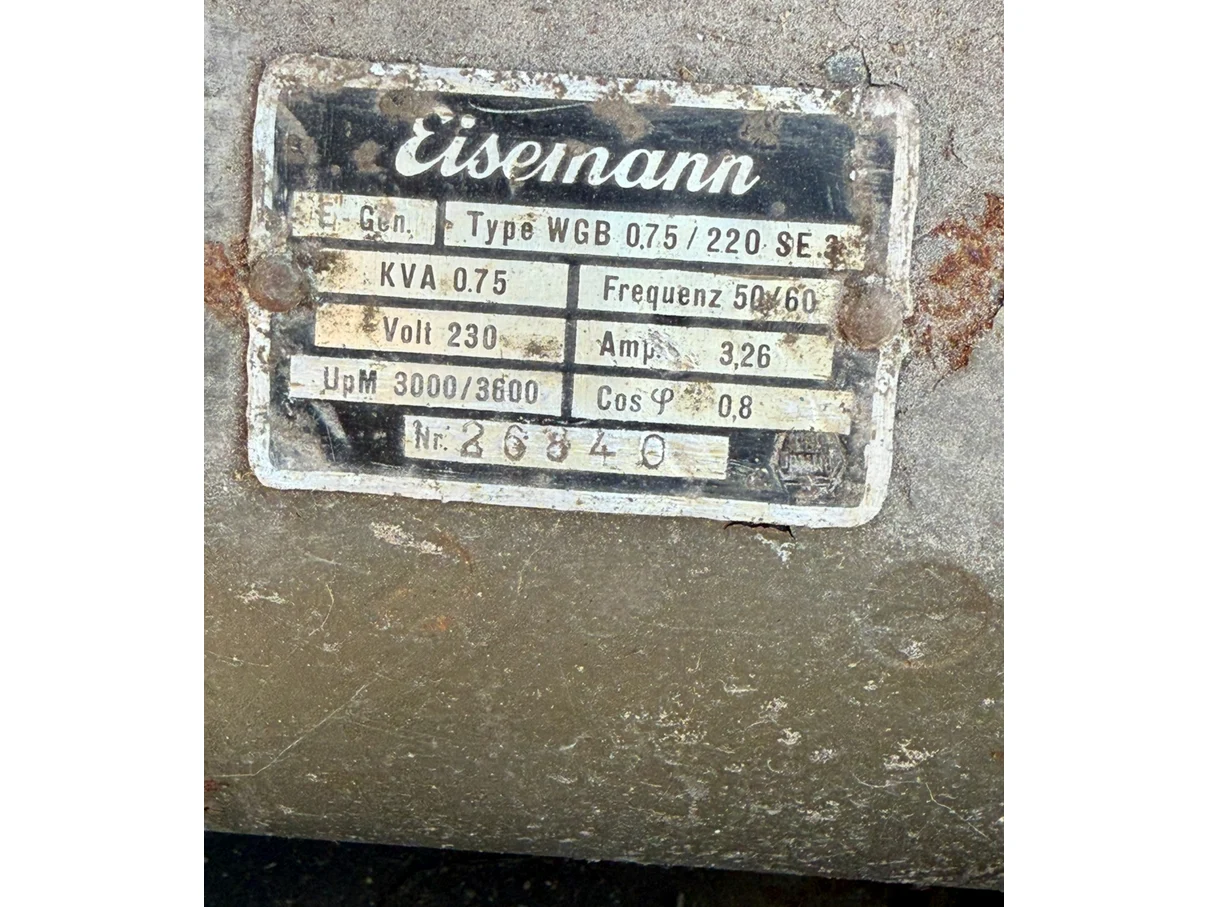 Eisemann
E-Gen. Type WGB 0.75/220 SE.3
KVA 0.75 Frequenz 50/60
Volt 230 Amp. 3,26
UpM 3000/3600 Cos φ 0,8
Nr. 26840